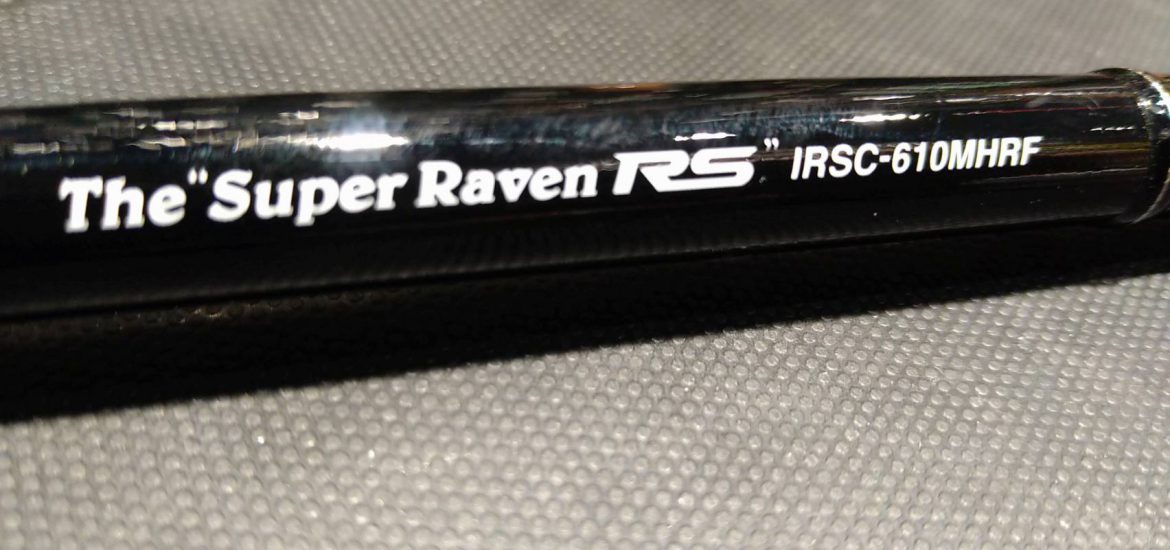 The "Super Raven RS" IRSC-610MHRF